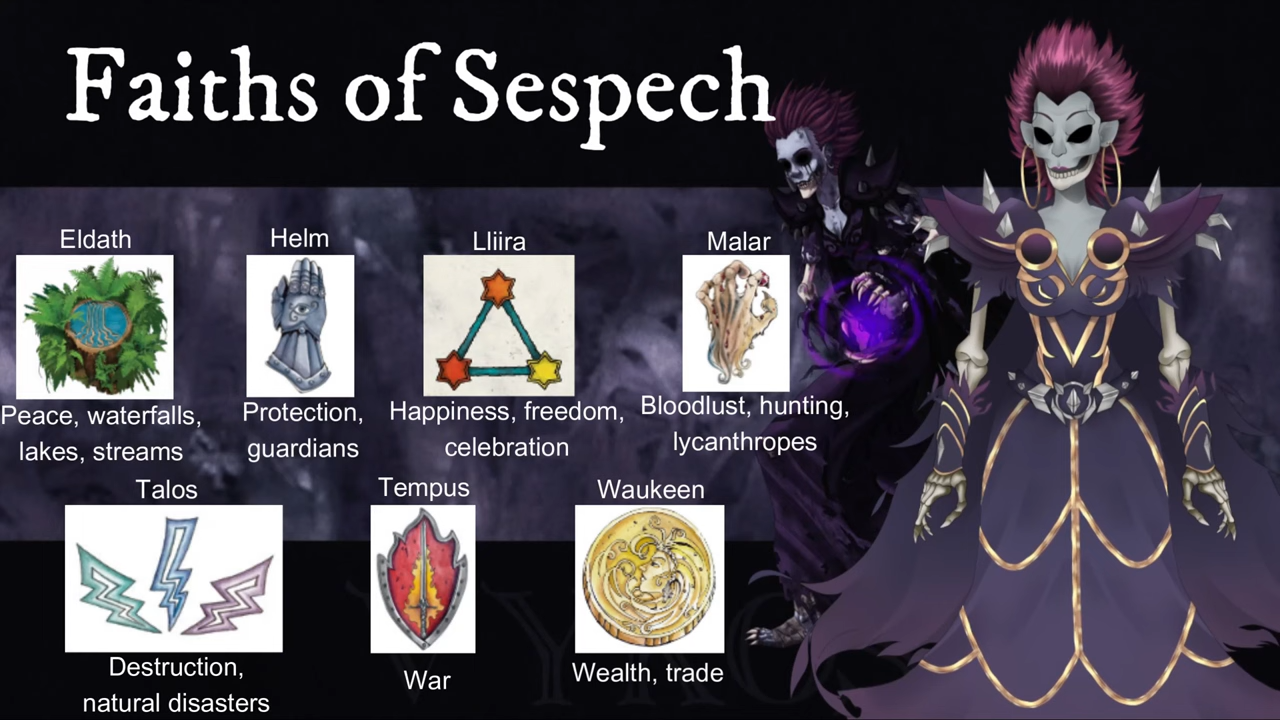 Faiths of Sespech
Eldath
Helm
Lliira
Malar
Peace, waterfalls,
lakes, streams
Protection,
guardians
Happiness, freedom,
celebration
Bloodlust, hunting,
lycanthropes
Talos
Tempus
Waukeen
Destruction,
natural disasters
War
Wealth, trade